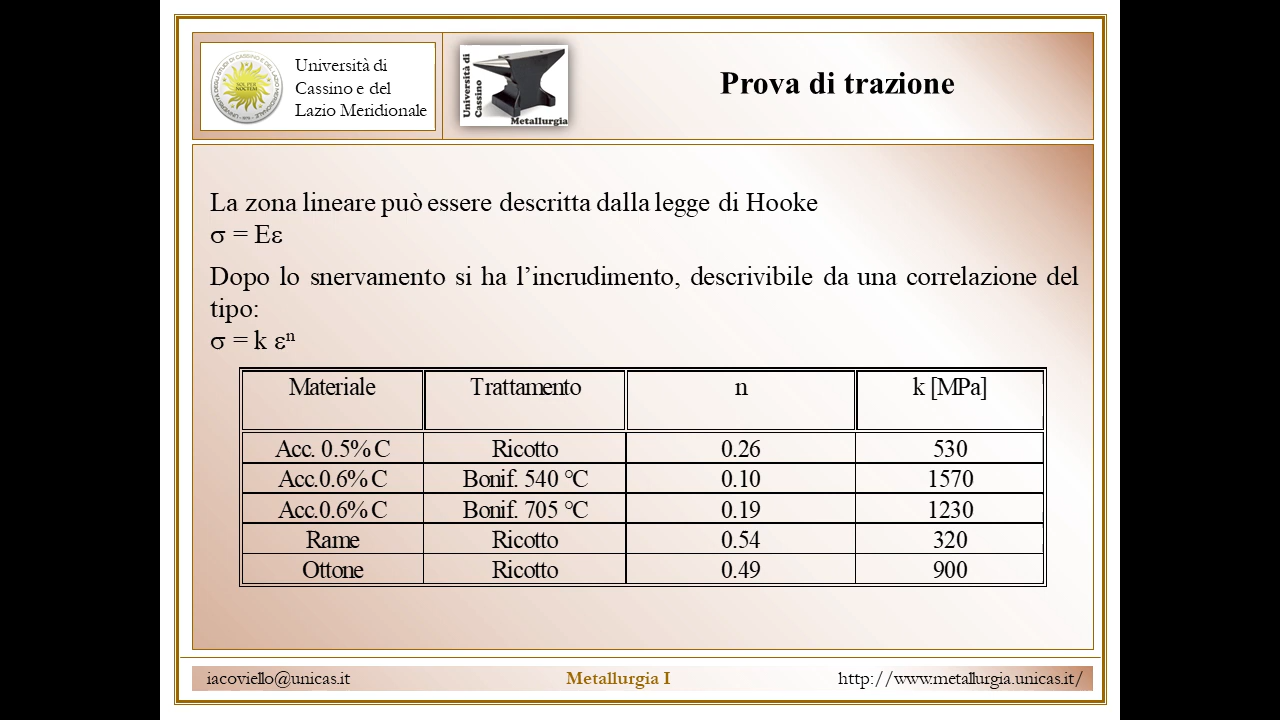 Università di
Cassino e del
Lazio Meridionale
Università di
Cassino
Metallurgia
Prova di trazione
La zona lineare può essere descritta dalla legge di Hooke
σ = Eε
Dopo lo snervamento si ha l’incrudimento, descrivibile da una correlazione del
tipo:
σ = k εⁿ
Materiale Trattamento n k [MPa]
Acc. 0.5% C Ricotto 0.26 530
Acc.0.6% C Bonif. 540 °C 0.10 1570
Acc.0.6% C Bonif. 705 °C 0.19 1230
Rame Ricotto 0.54 320
Ottone Ricotto 0.49 900
iacoviello@unicas.it Metallurgia I http://www.metallurgia.unicas.it/